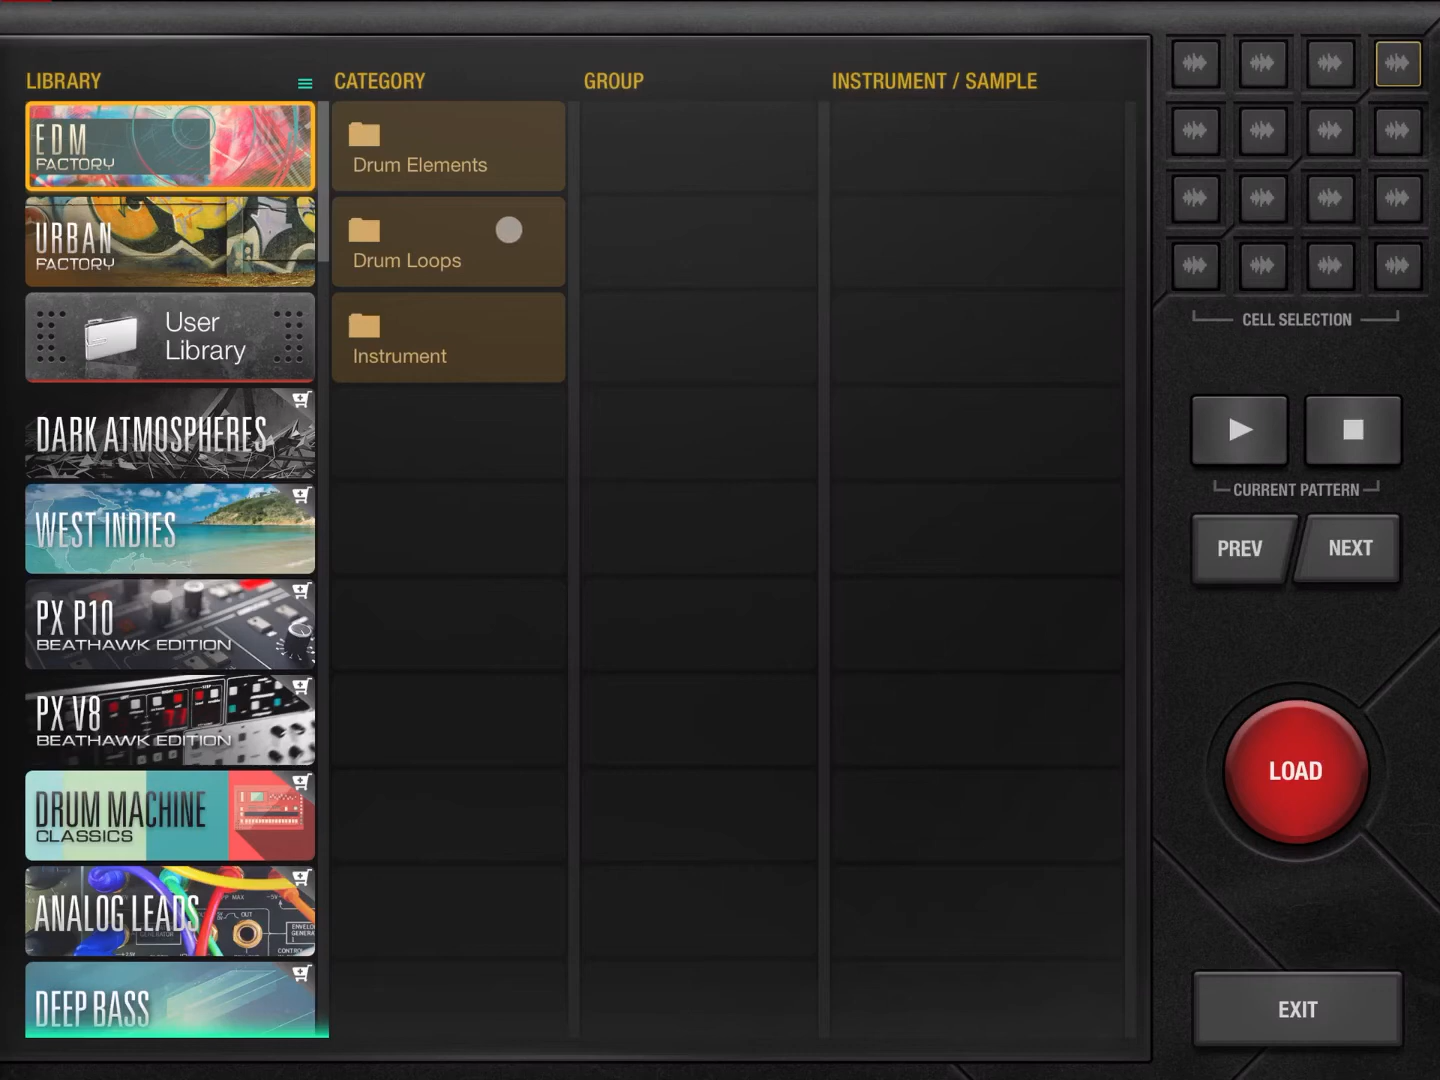 LIBRARY
CATEGORY
GROUP
INSTRUMENT / SAMPLE
EDM
FACTORY
URBAN
FACTORY
User
Library
DARK ATMOSPHERES
WEST INDIES
PX P10
BEATHAWK EDITION
PX V8
BEATHAWK EDITION
DRUM MACHINE
CLASSICS
ANALOG LEADS
DEEP BASS
Drum Elements
Drum Loops
Instrument
CELL SELECTION
CURRENT PATTERN
PREV
NEXT
LOAD
EXIT